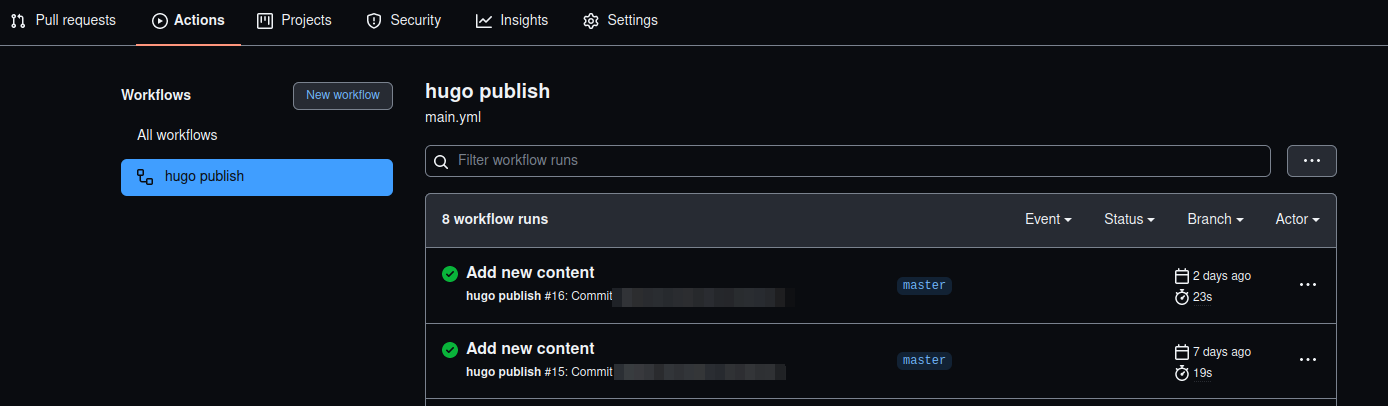 Pull requests Actions Projects Security Insights Settings
Workflows
New workflow
All workflows
hugo publish
hugo publish
main.yml
Filter workflow runs
8 workflow runs Event Status Branch Actor
Add new content
hugo publish #16: Commit
master
2 days ago
23s
Add new content
hugo publish #15: Commit
master
7 days ago
19s